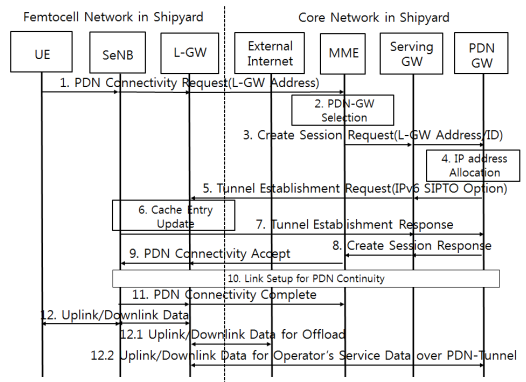 Femtocell Network in Shipyard
Core Network in Shipyard
UE
SeNB
L-GW
External
Internet
MME
Serving
GW
PDN
GW
1. PDN Connectivity Request(L-GW Address)
2. PDN-GW
Selection
3. Create Session Request(L-GW Address/ID)
4. IP address
Allocation
5. Tunnel Establishment Request(IPv6 SIPTO Option)
6. Cache Entry
Update
7. Tunnel Establishment Response
8. Create Session Response
9. PDN Connectivity Accept
10. Link Setup for PDN Continuity
11. PDN Connectivity Complete
12. Uplink/Downlink Data
12.1 Uplink/Downlink Data for Offload
12.2 Uplink/Downlink Data for Operator's Service Data over PDN-Tunnel